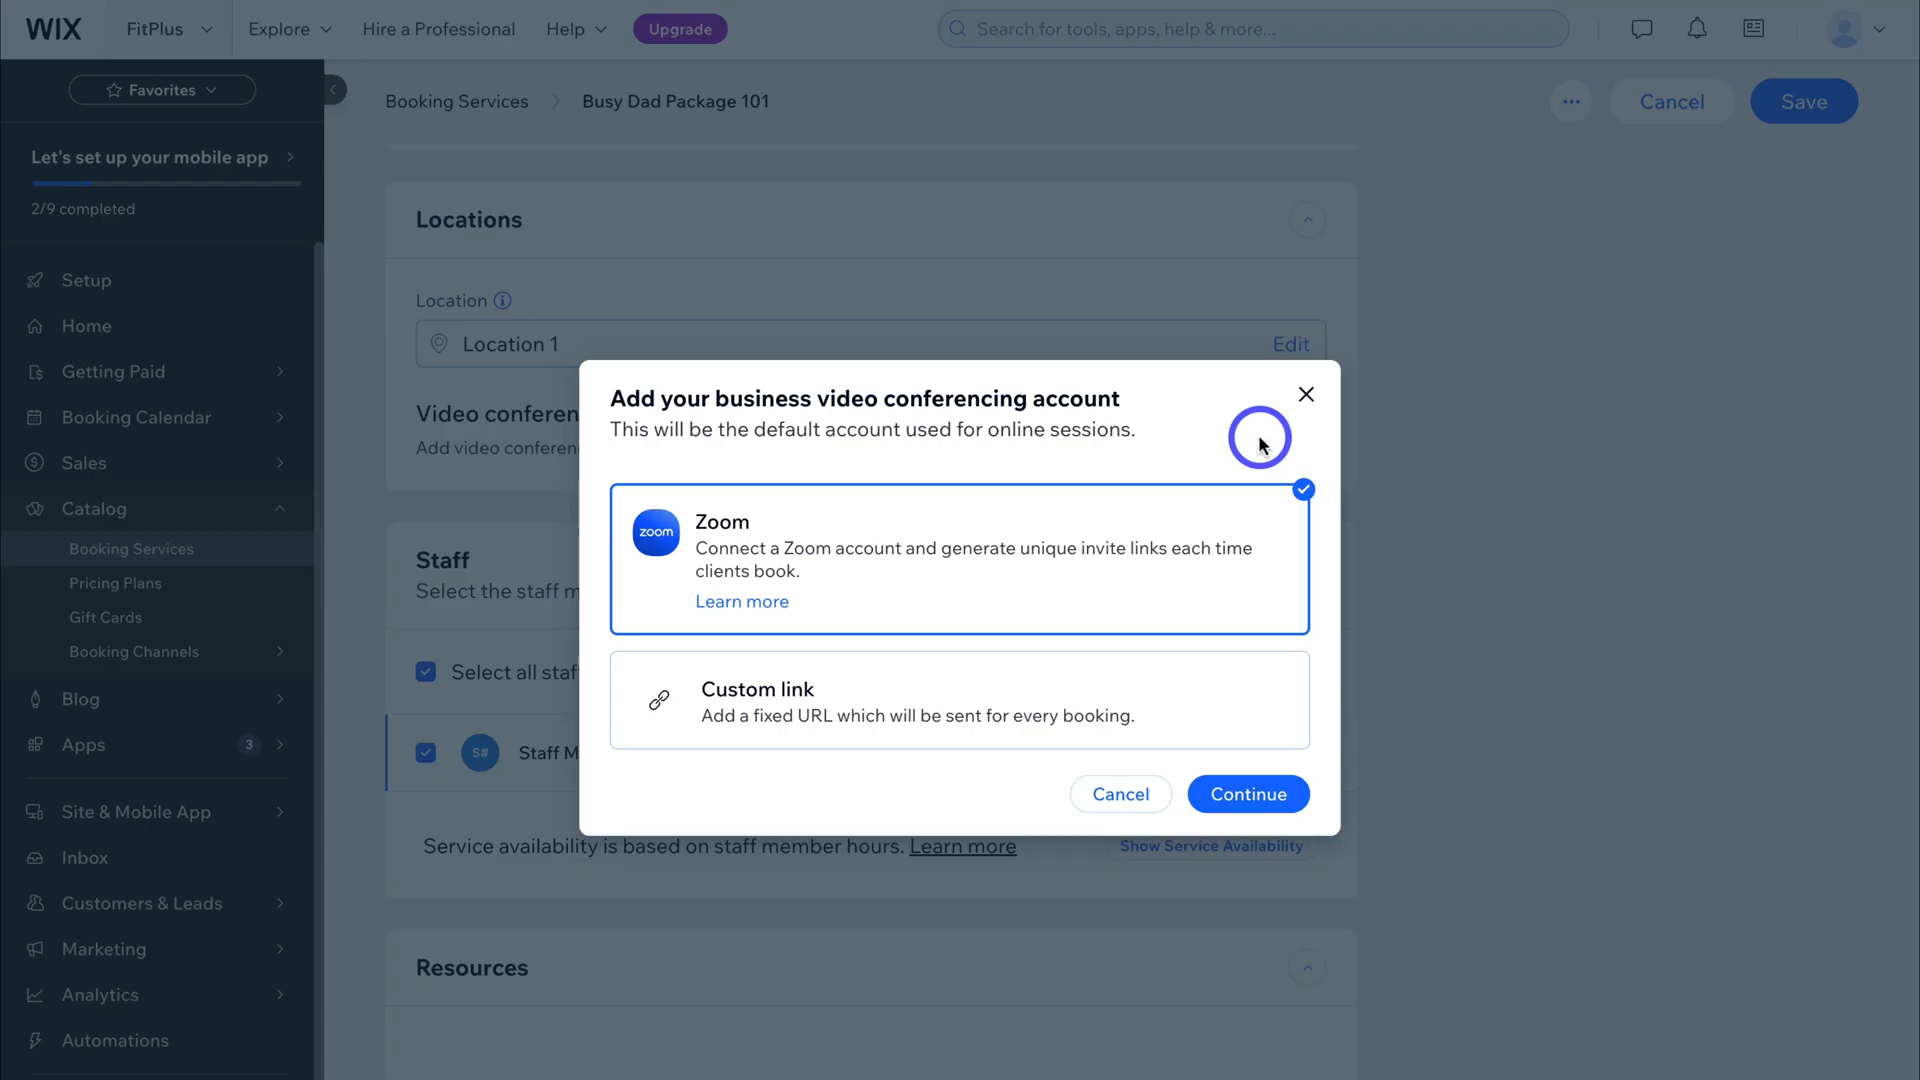 WIX
FitPlus
Explore
Hire a Professional
Help
Upgrade
Search for tools, apps, help & more...
Favorites
Let's set up your mobile app
2/9 completed
Setup
Home
Getting Paid
Booking Calendar
Sales
Catalog
Booking Services
Pricing Plans
Gift Cards
Booking Channels
Blog
Apps 3
Site & Mobile App
Inbox
Customers & Leads
Marketing
Analytics
Automations
Booking Services > Busy Dad Package 101
...
Cancel
Save
Locations
Location
Location 1
Edit
Video conferen
Add video conferen
Staff
Select the staff m
Select all staf
S#
Staff M
Service availability is based on staff member hours. Learn more
Show Service Availability
Resources
Add your business video conferencing account
This will be the default account used for online sessions.
zoom
Zoom
Connect a Zoom account and generate unique invite links each time
clients book.
Learn more
Custom link
Add a fixed URL which will be sent for every booking.
Cancel
Continue